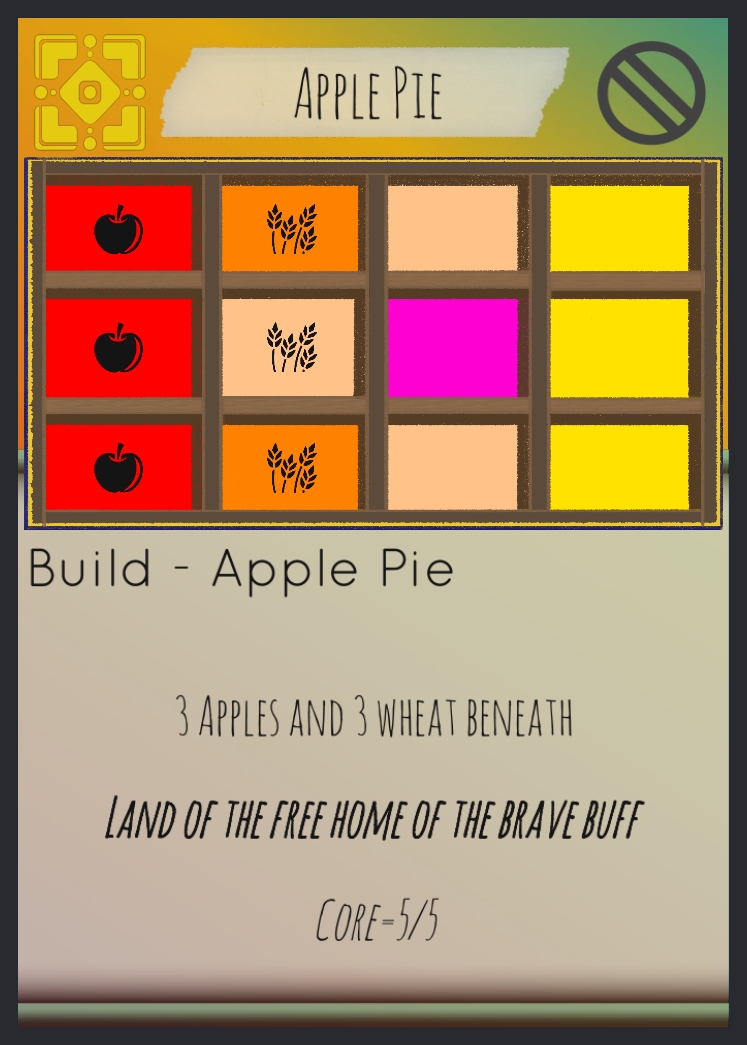 Apple Pie
Build - Apple Pie
3 Apples and 3 wheat beneath
Land of the free home of the brave buff
Core=5/5